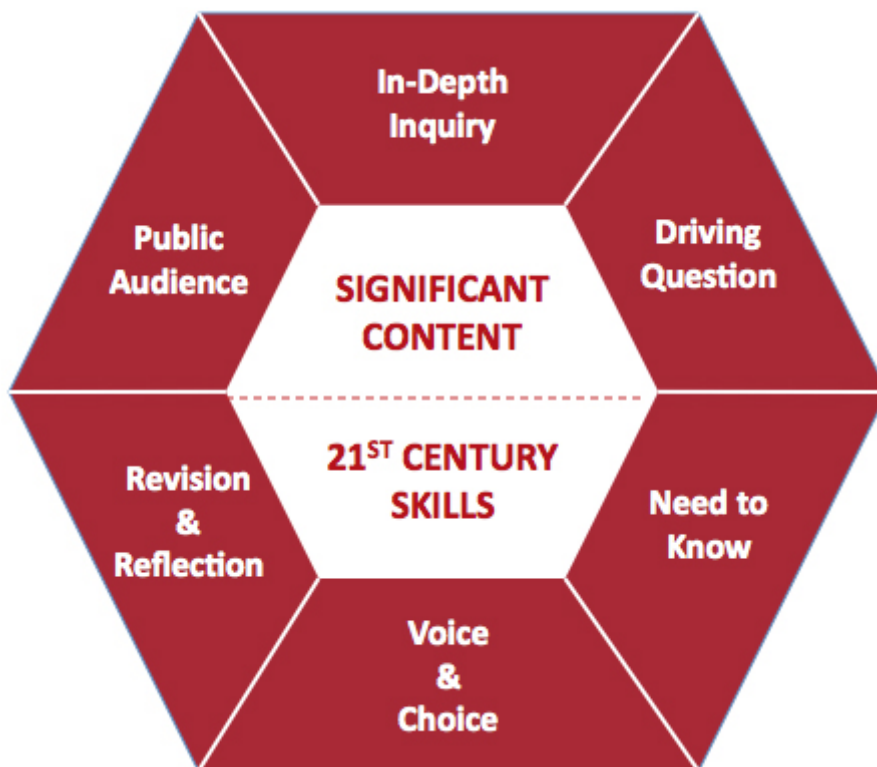 In-Depth
Inquiry
Driving
Question
Need to
Know
Voice
&
Choice
Revision
&
Reflection
Public
Audience
SIGNIFICANT
CONTENT
21ST CENTURY
SKILLS